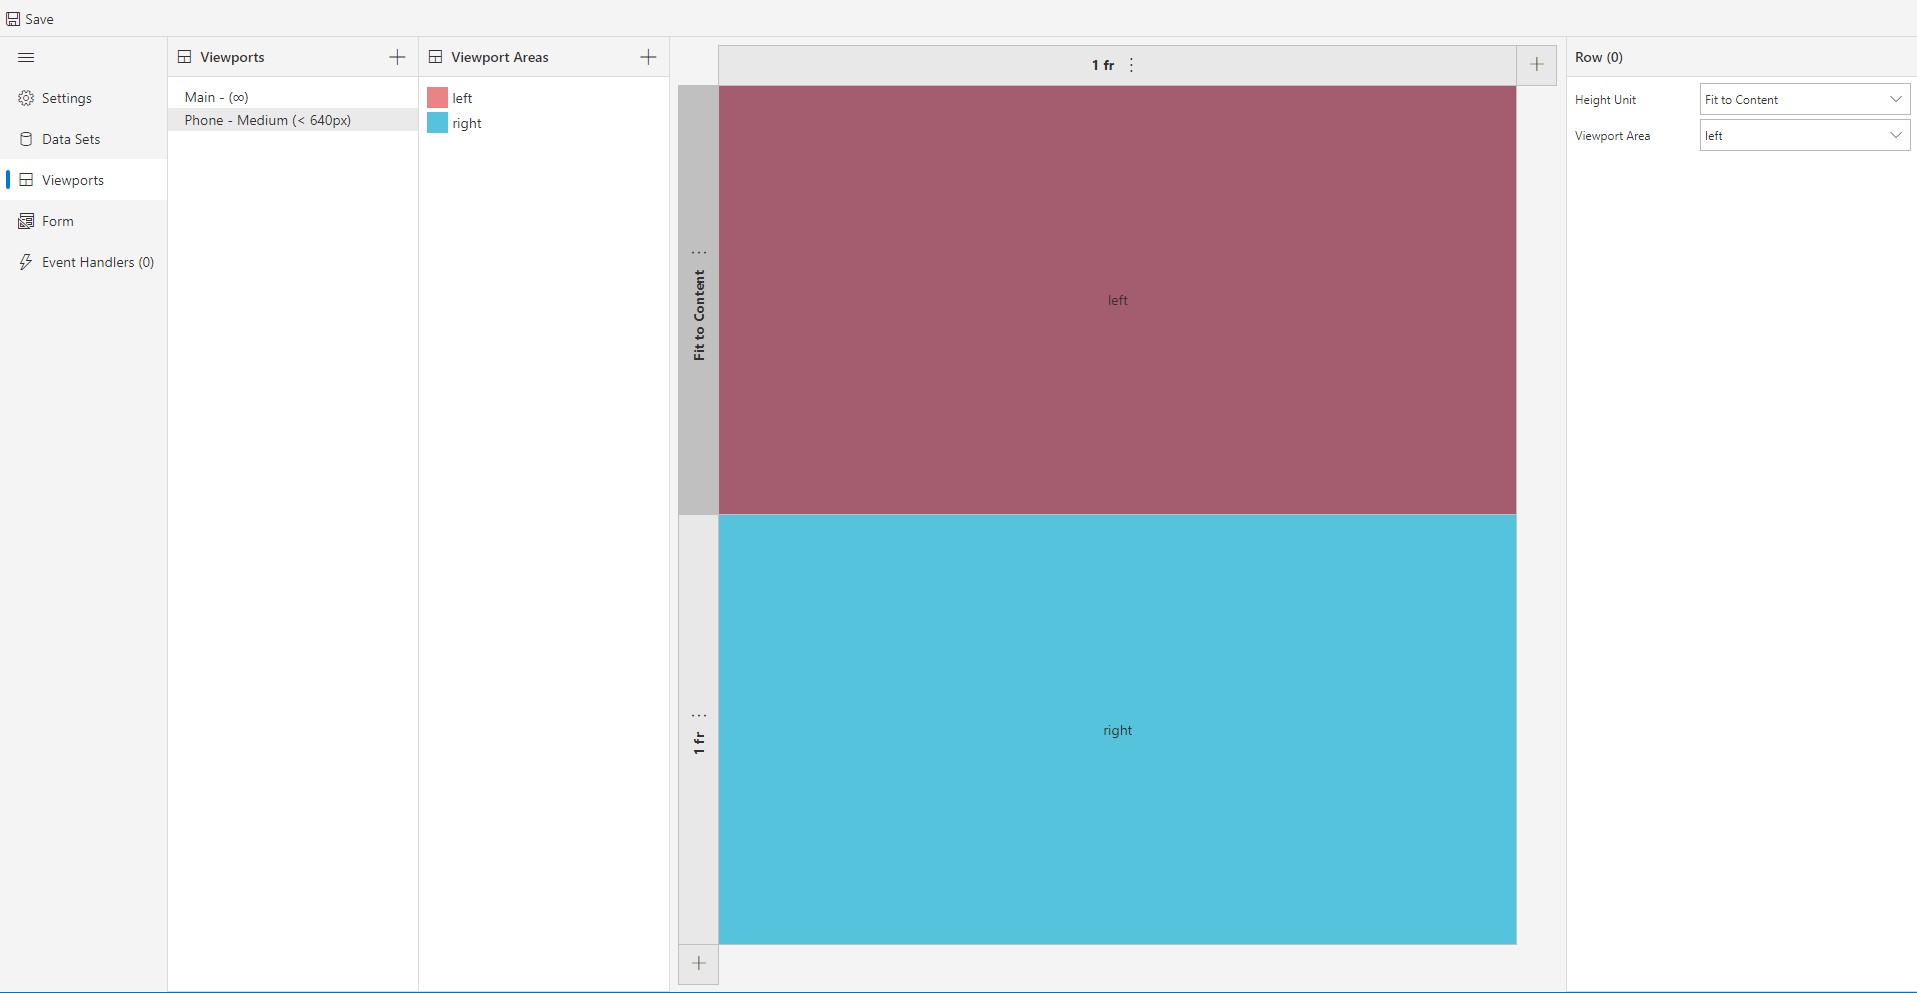 Save
Settings
Data Sets
Viewports
Form
Event Handlers (0)
Viewports
Main - (∞)
Phone - Medium (< 640px)
Viewport Areas
left
right
1 fr
Fit to Content
left
1 fr
right
Row (0)
Height Unit
Fit to Content
Viewport Area
left